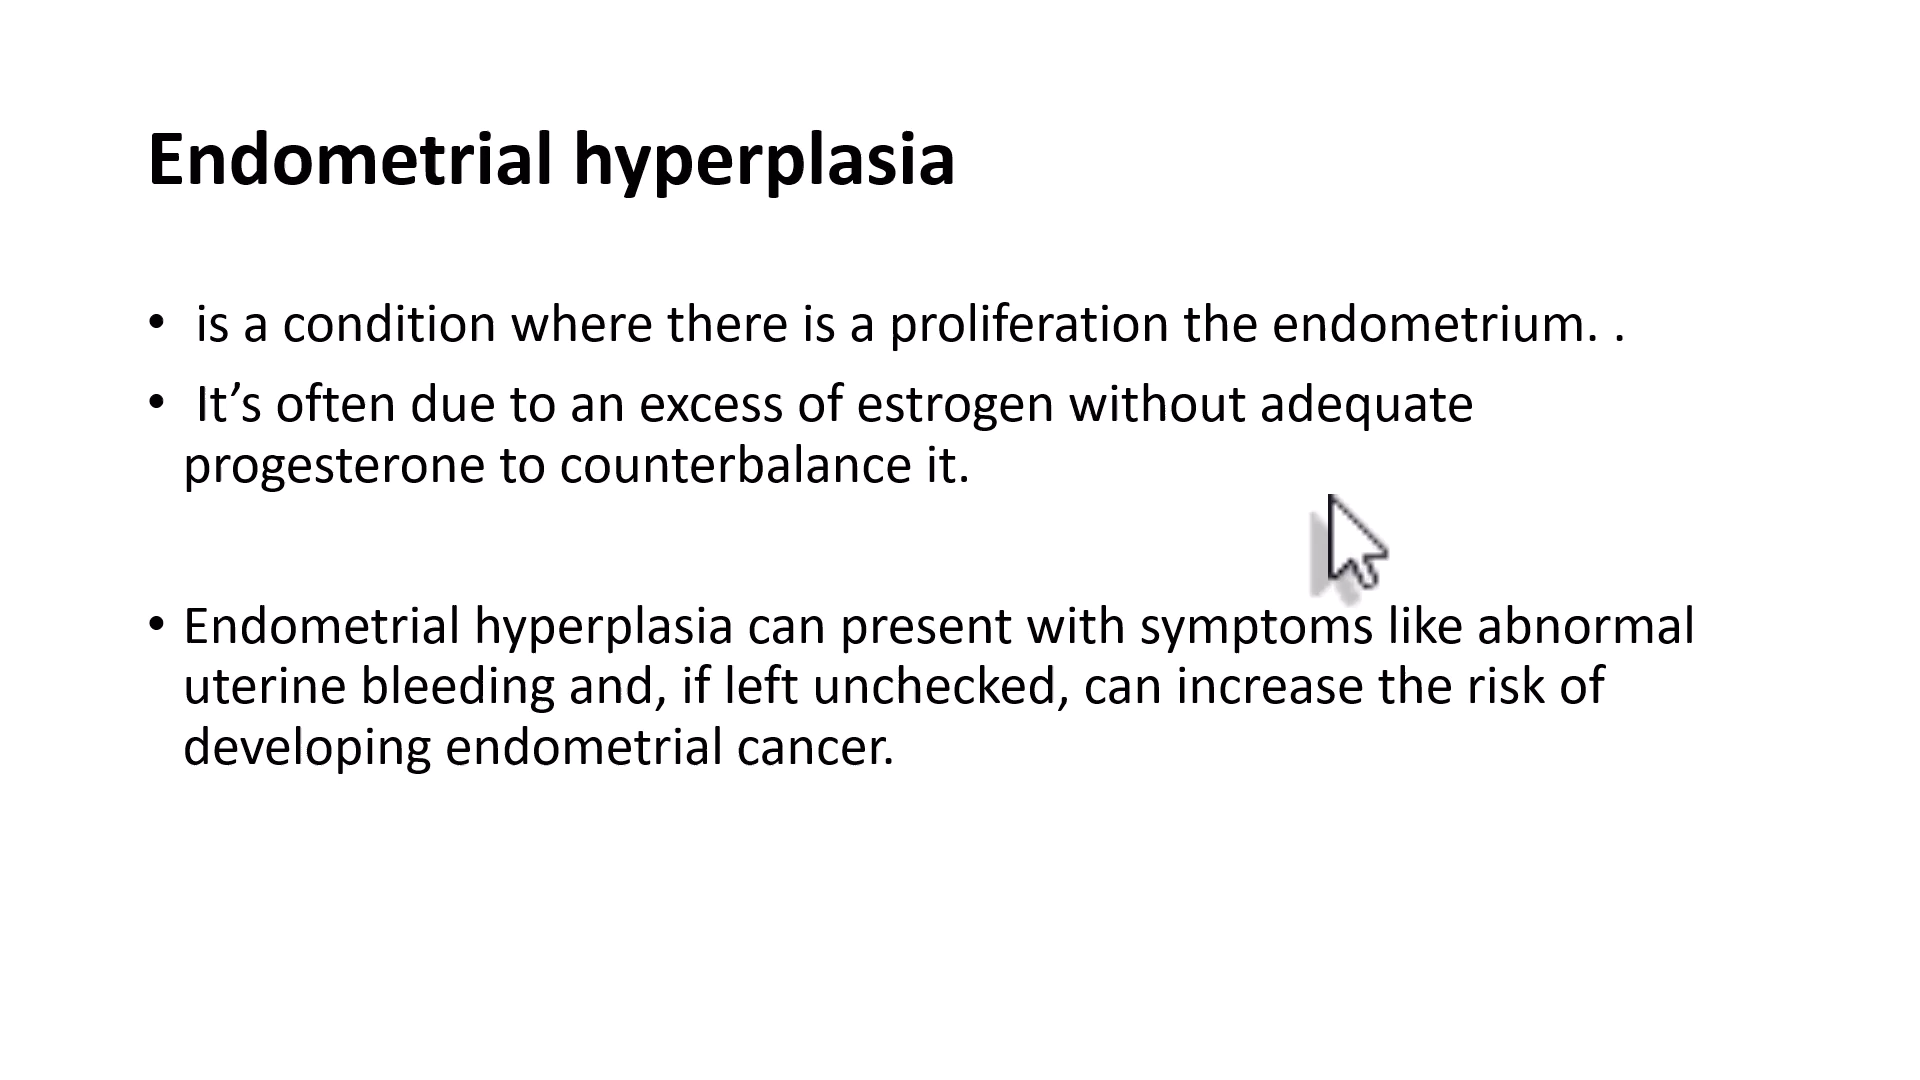 Endometrial hyperplasia
• is a condition where there is a proliferation the endometrium. .
• It’s often due to an excess of estrogen without adequate
progesterone to counterbalance it.
• Endometrial hyperplasia can present with symptoms like abnormal
uterine bleeding and, if left unchecked, can increase the risk of
developing endometrial cancer.